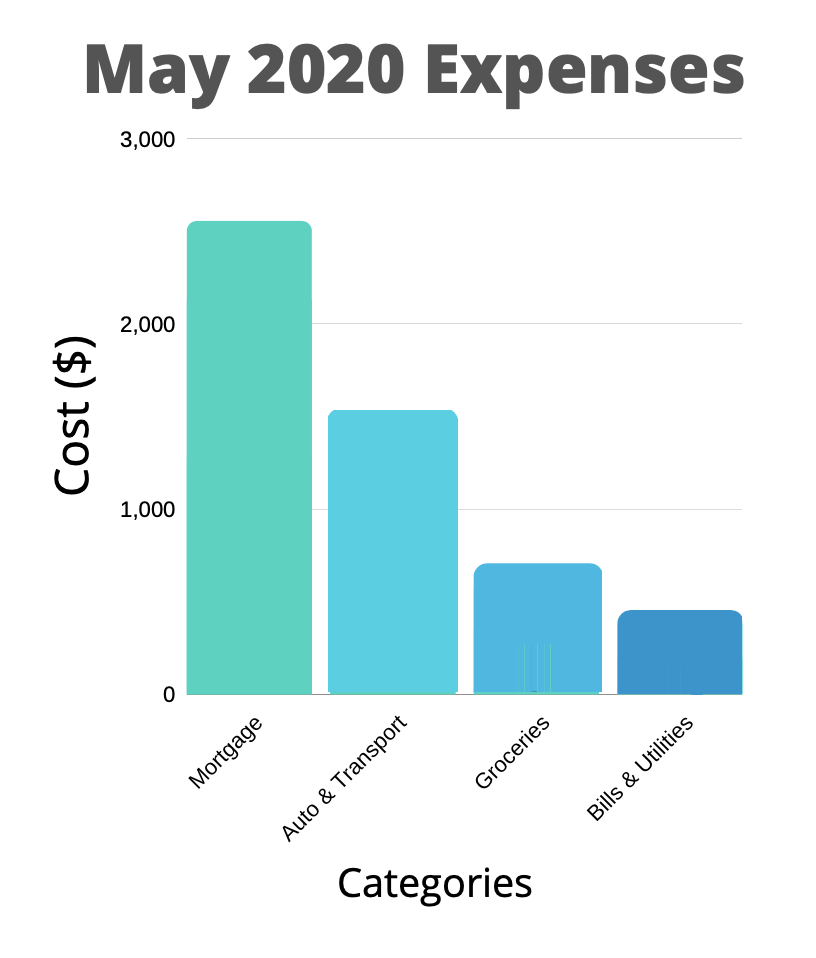 May 2020 Expenses
3,000
2,000
1,000
0
Cost ($)
Mortgage
Auto & Transport
Groceries
Bills & Utilities
Categories